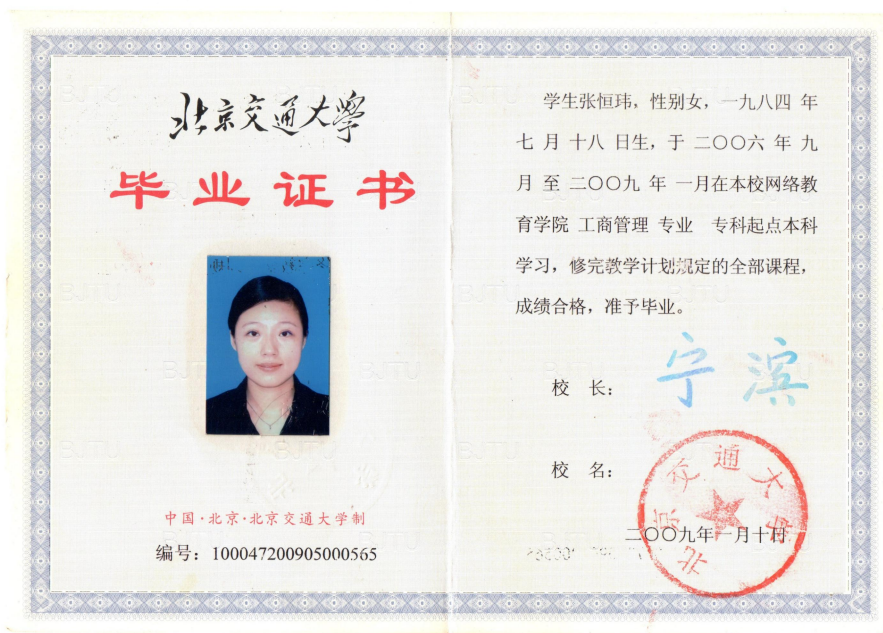 北京交通大學
毕业证书
中国·北京·北京交通大学制
编号：100047200905000565
学生张恒玮，性别女，一九八四 年
七 月 十八 日生，于 二〇〇六 年 九
月 至 二〇〇九 年 一月在本校网络教
育学院 工商管理 专业 专科起点本科
学习，修完教学计划规定的全部课程，
成绩合格，准予毕业。
校 长：
宁 滨
校 名：
北京交通大学
二〇〇九年一月十日